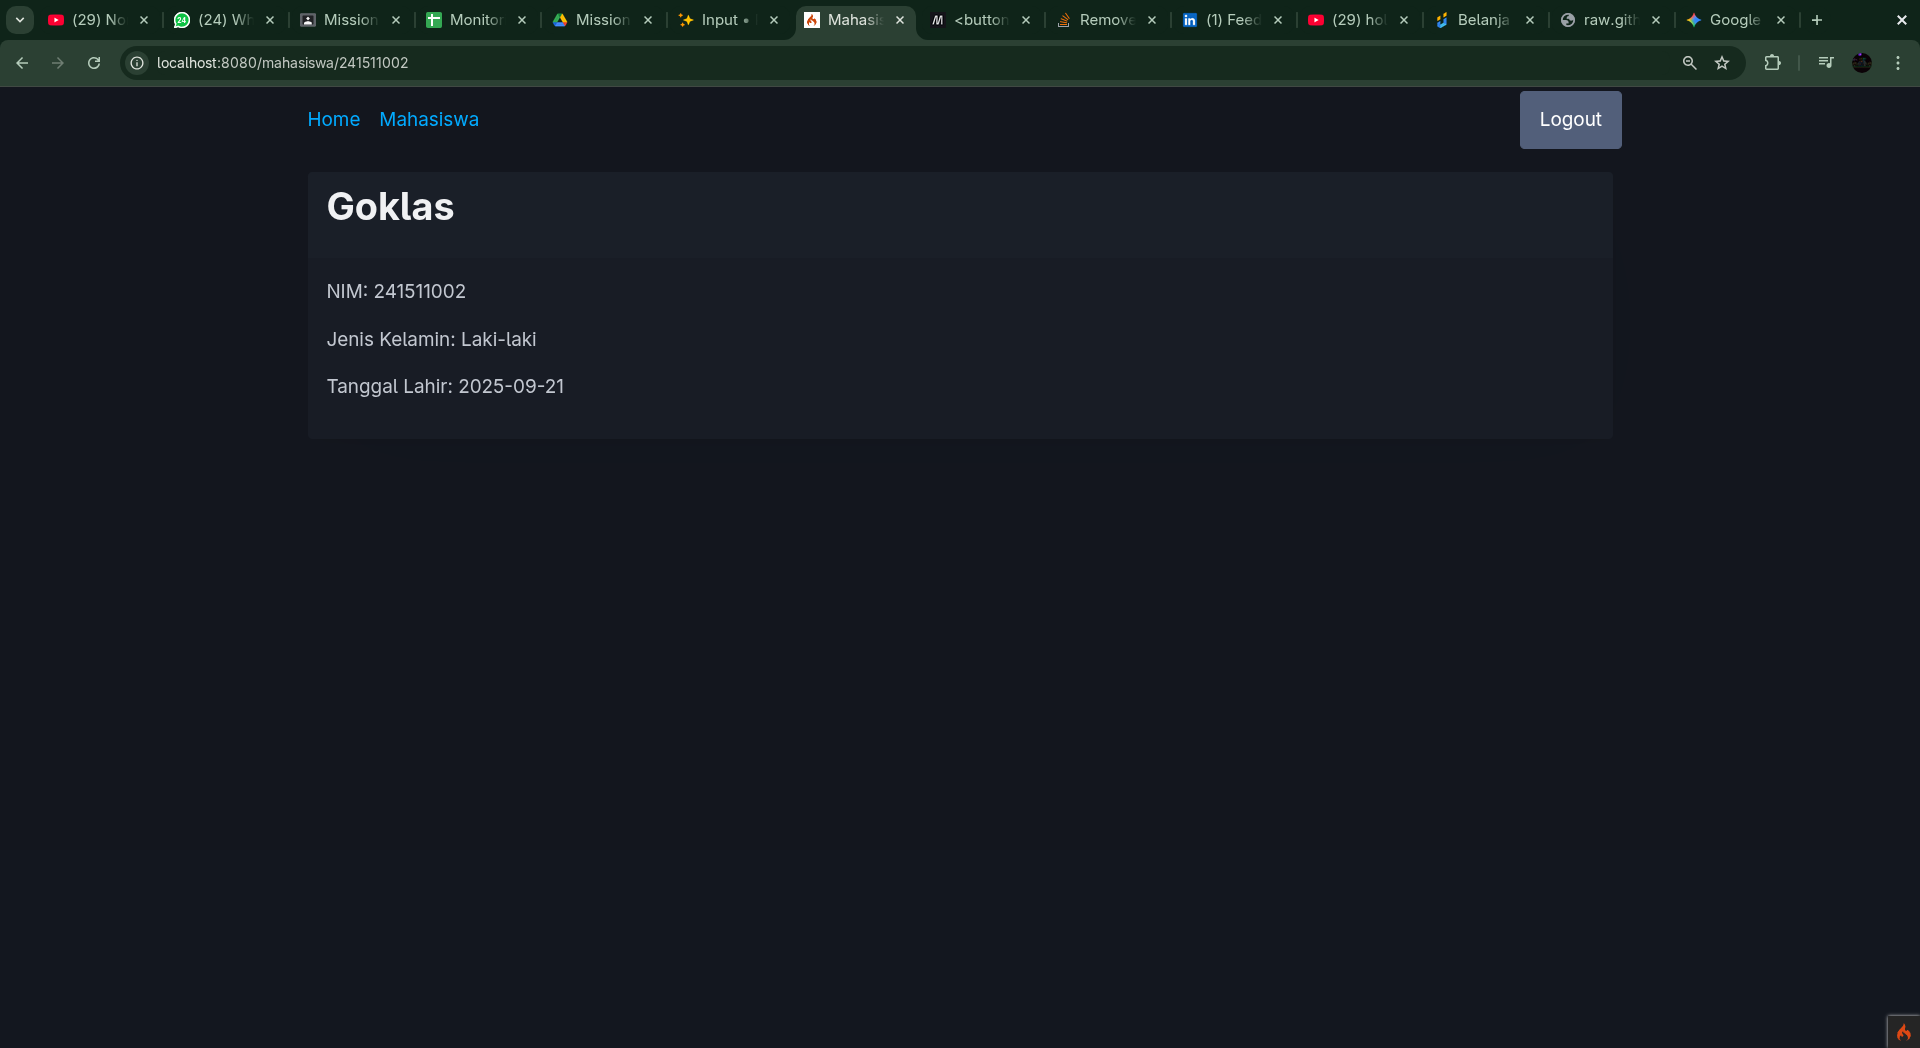 (29) No
(24) Wh
Mission
Monitor
Mission
Input •
Mahasis
<button
Remove
(1) Feed
(29) hol
Belanja
raw.gith
Google
localhost:8080/mahasiswa/241511002
Home Mahasiswa Logout
Goklas
NIM: 241511002
Jenis Kelamin: Laki-laki
Tanggal Lahir: 2025-09-21